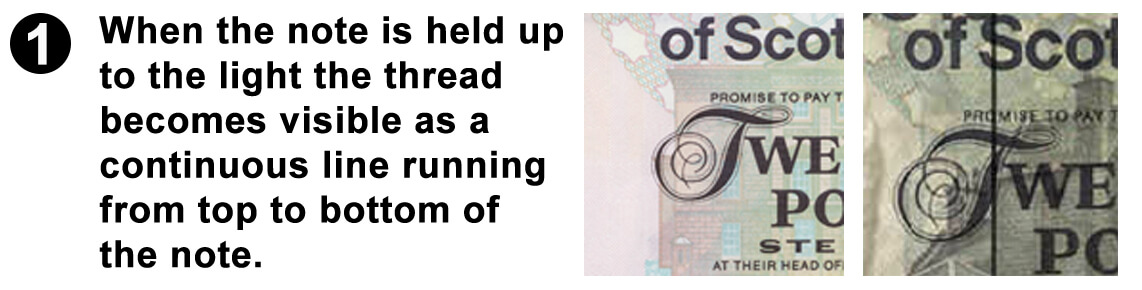 1
When the note is held up
to the light the thread
becomes visible as a
continuous line running
from top to bottom of
the note.
of Scot
PROMISE TO PAY T
TWE
PO
STE
AT THEIR HEAD OF
of Scot
PROMISE TO PAY T
TWE
PO